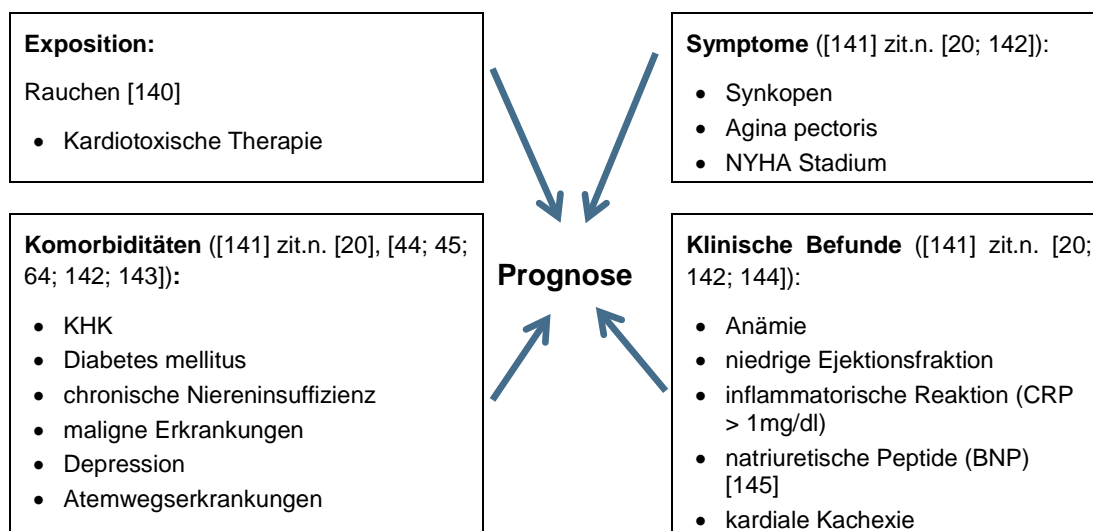 Exposition:
Rauchen [140]
• Kardiotoxische Therapie
Symptome ([141] zit.n. [20; 142]):
• Synkopen
• Agina pectoris
• NYHA Stadium
Komorbiditäten ([141] zit.n. [20], [44; 45;
64; 142; 143]):
• KHK
• Diabetes mellitus
• chronische Niereninsuffizienz
• maligne Erkrankungen
• Depression
• Atemwegserkrankungen
Prognose
Klinische Befunde ([141] zit.n. [20;
142; 144]):
• Anämie
• niedrige Ejektionsfraktion
• inflammatorische Reaktion (CRP
> 1mg/dl)
• natriuretische Peptide (BNP)
[145]
• kardiale Kachexie